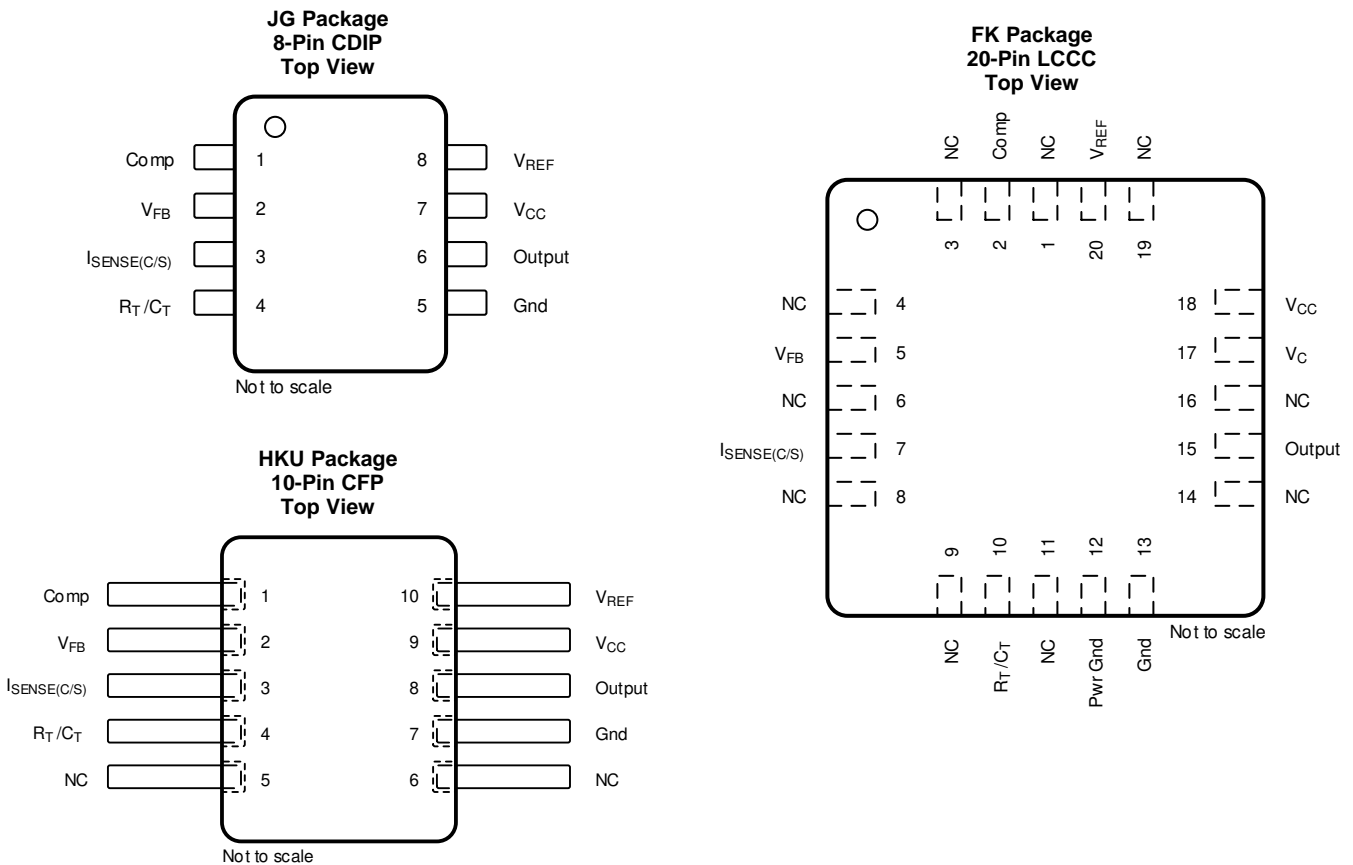 JG Package
8-Pin CDIP
Top View
Comp 1 8 VREF
VFB 2 7 VCC
ISENSE(C/S) 3 6 Output
RT/CT 4 5 Gnd
Not to scale
HKU Package
10-Pin CFP
Top View
Comp 1 10 VREF
VFB 2 9 VCC
ISENSE(C/S) 3 8 Output
RT/CT 4 7 Gnd
NC 5 6 NC
Not to scale
FK Package
20-Pin LCCC
Top View
NC Comp NC VREF NC
3 2 1 20 19
NC 4 18 VCC
VFB 5 17 VC
NC 6 16 NC
ISENSE(C/S) 7 15 Output
NC 8 14 NC
9 10 11 12 13
NC RT/CT NC Pwr Gnd Gnd
Not to scale